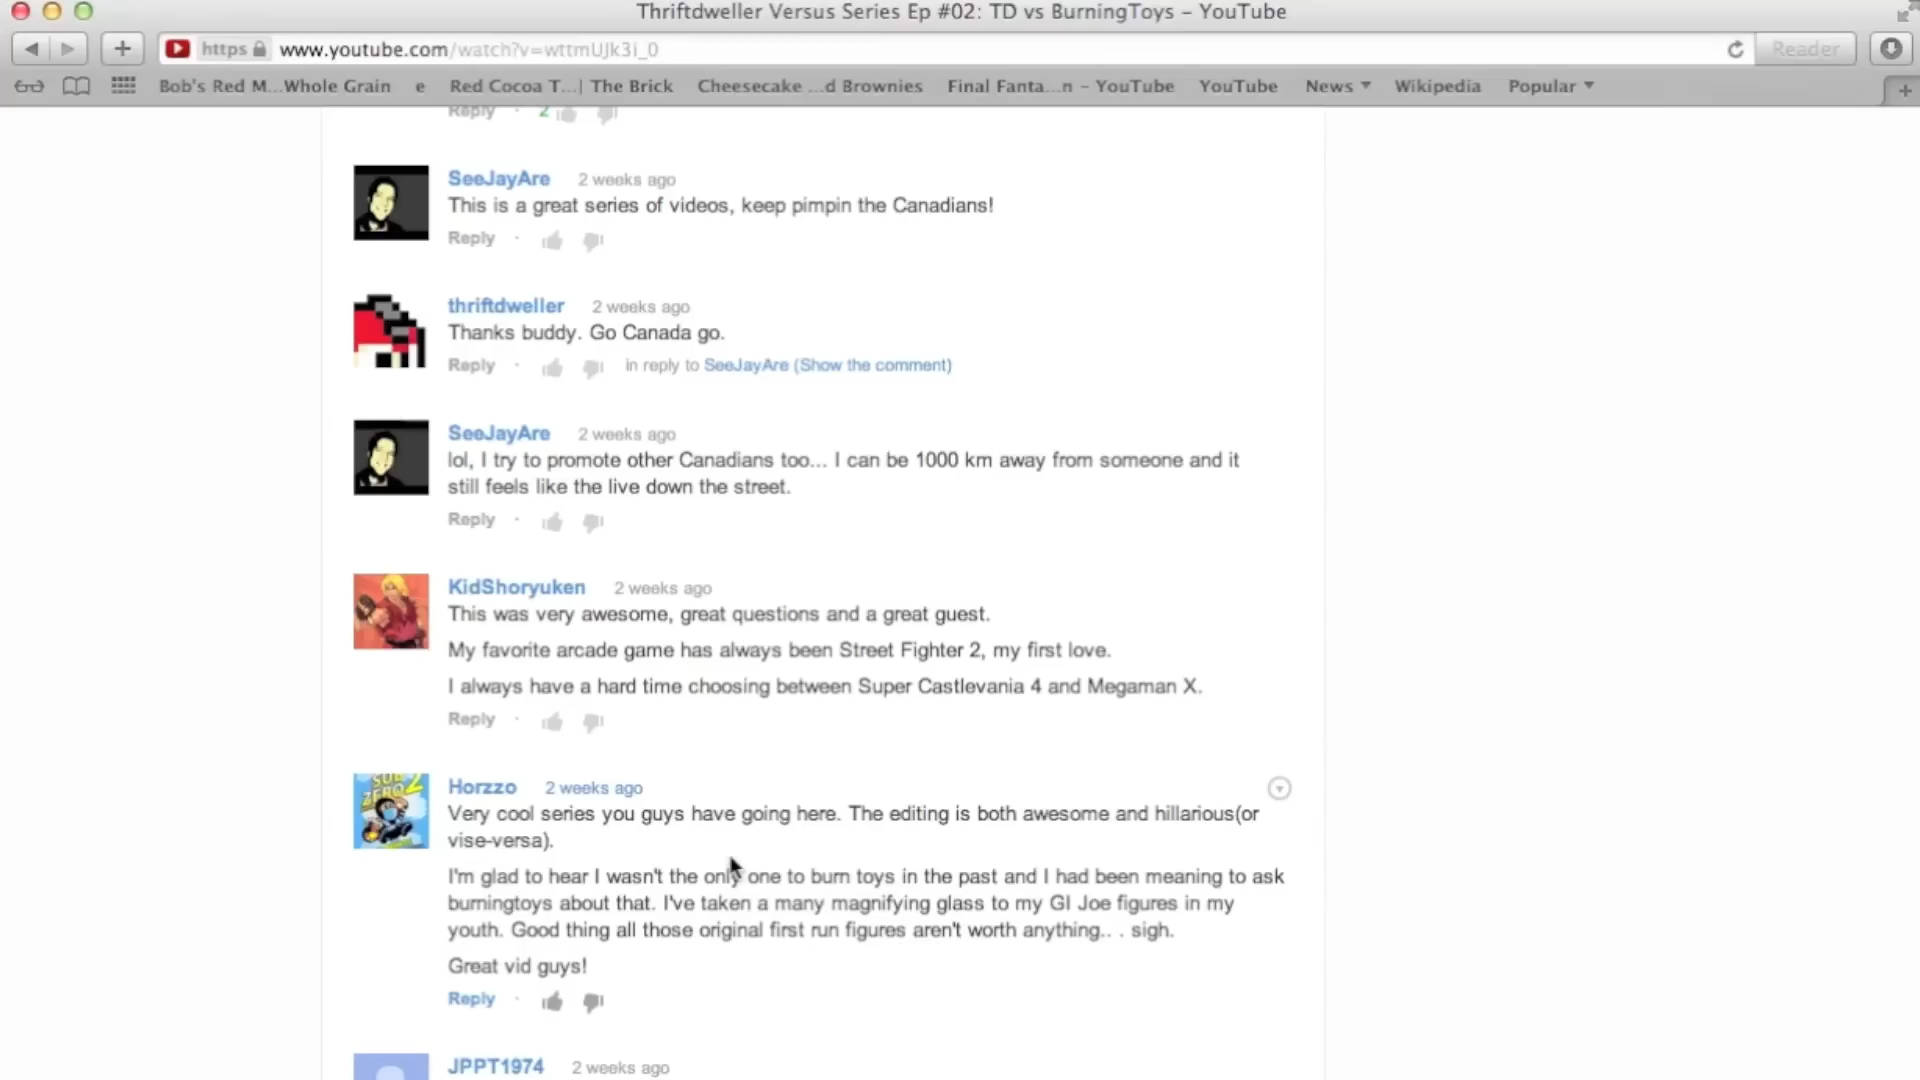 Thriftdweller Versus Series Ep #02: TD vs BurningToys – YouTube
https www.youtube.com/watch?v=wttmUJk3i_0 Reader
Bob's Red M...Whole Grain e Red Cocoa T...| The Brick Cheesecake ...d Brownies Final Fanta...n – YouTube YouTube News Wikipedia Popular
Reply · 2
SeeJayAre 2 weeks ago
This is a great series of videos, keep pimpin the Canadians!
Reply ·
thriftdweller 2 weeks ago
Thanks buddy. Go Canada go.
Reply · in reply to SeeJayAre (Show the comment)
SeeJayAre 2 weeks ago
lol, I try to promote other Canadians too... I can be 1000 km away from someone and it
still feels like the live down the street.
Reply ·
KidShoryuken 2 weeks ago
This was very awesome, great questions and a great guest.
My favorite arcade game has always been Street Fighter 2, my first love.
I always have a hard time choosing between Super Castlevania 4 and Megaman X.
Reply ·
SUB ZERO 2
Horzzo 2 weeks ago
Very cool series you guys have going here. The editing is both awesome and hillarious(or
vise-versa).
I'm glad to hear I wasn't the only one to burn toys in the past and I had been meaning to ask
burningtoys about that. I've taken a many magnifying glass to my GI Joe figures in my
youth. Good thing all those original first run figures aren't worth anything.. . sigh.
Great vid guys!
Reply ·
JPPT1974 2 weeks ago